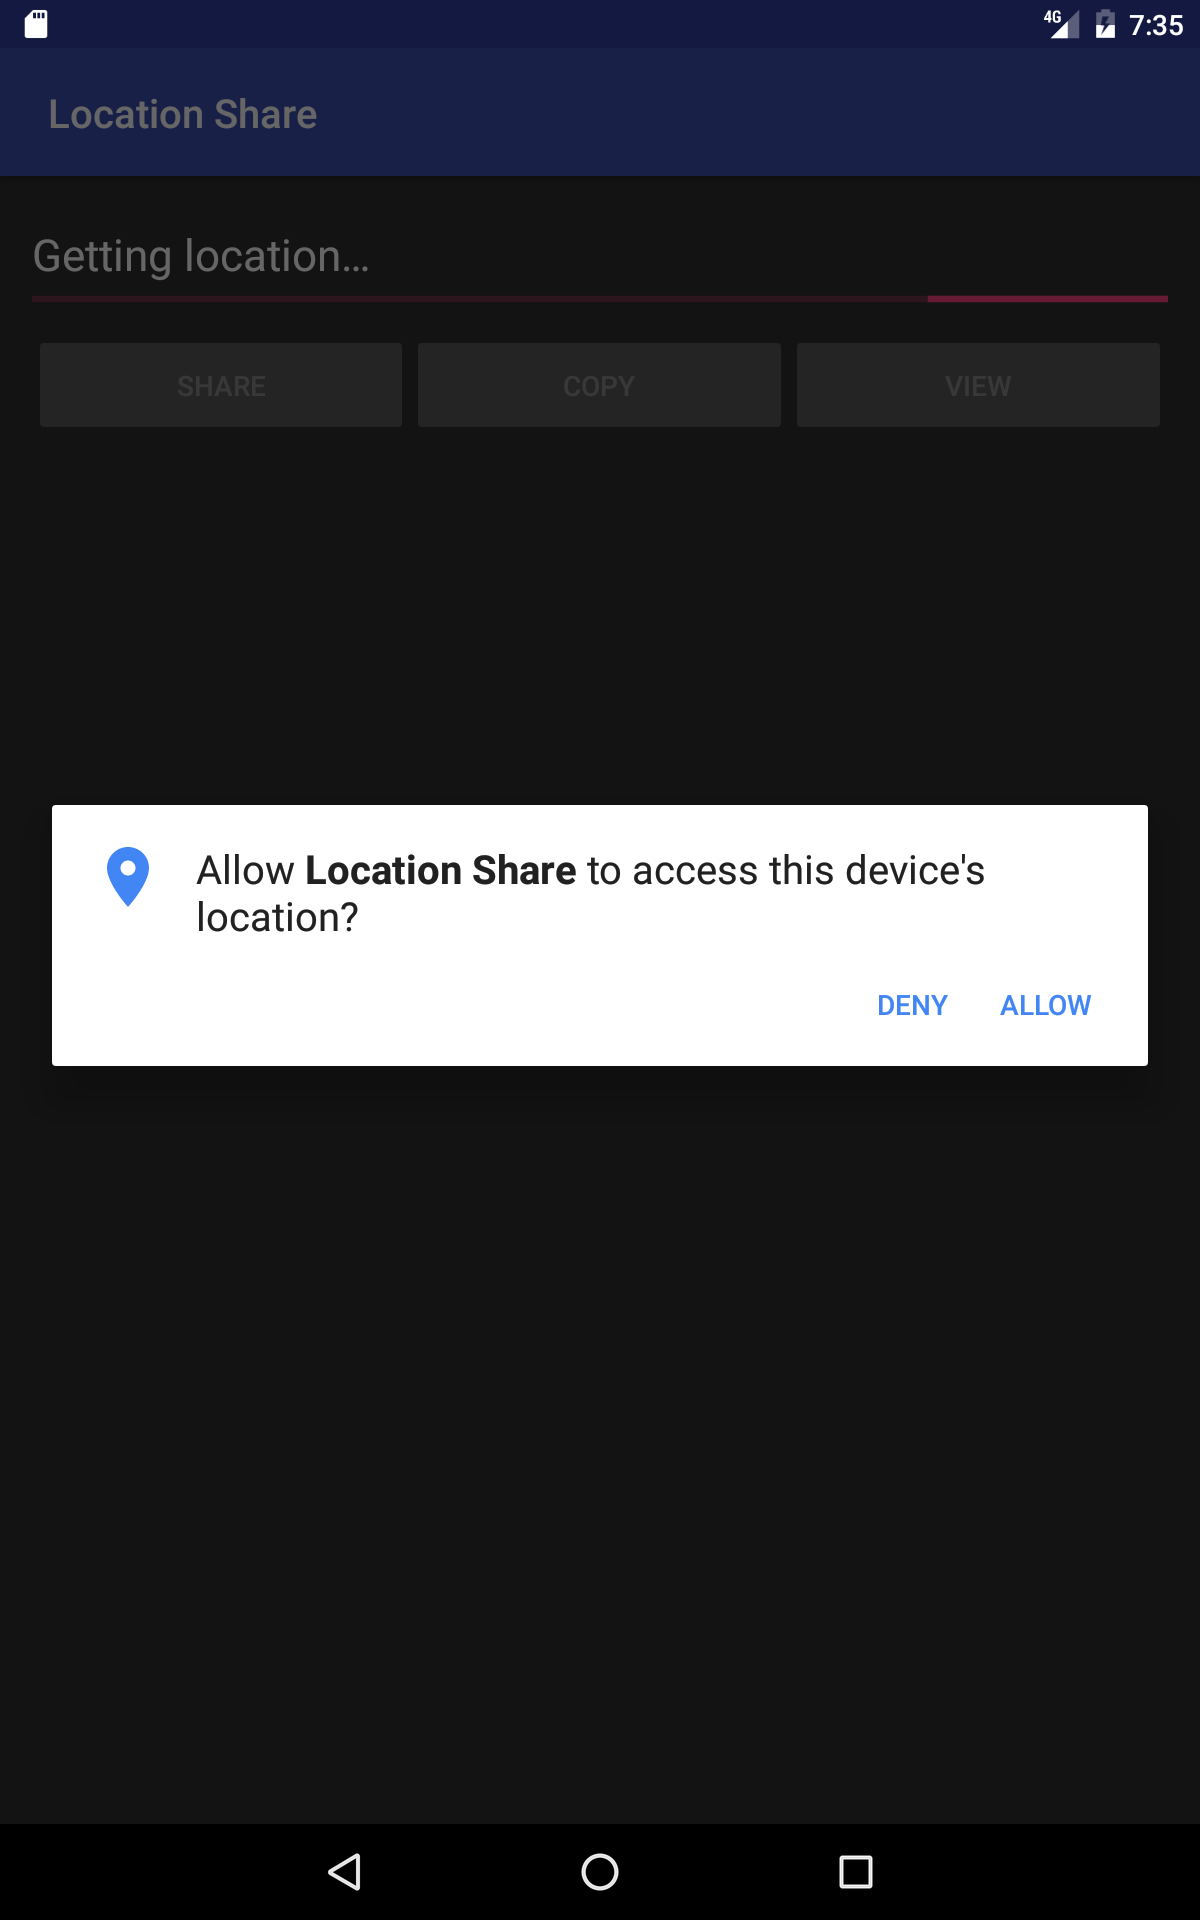 4G 7:35
Location Share
Getting location...
SHARE COPY VIEW
Allow Location Share to access this device's
location?
DENY ALLOW